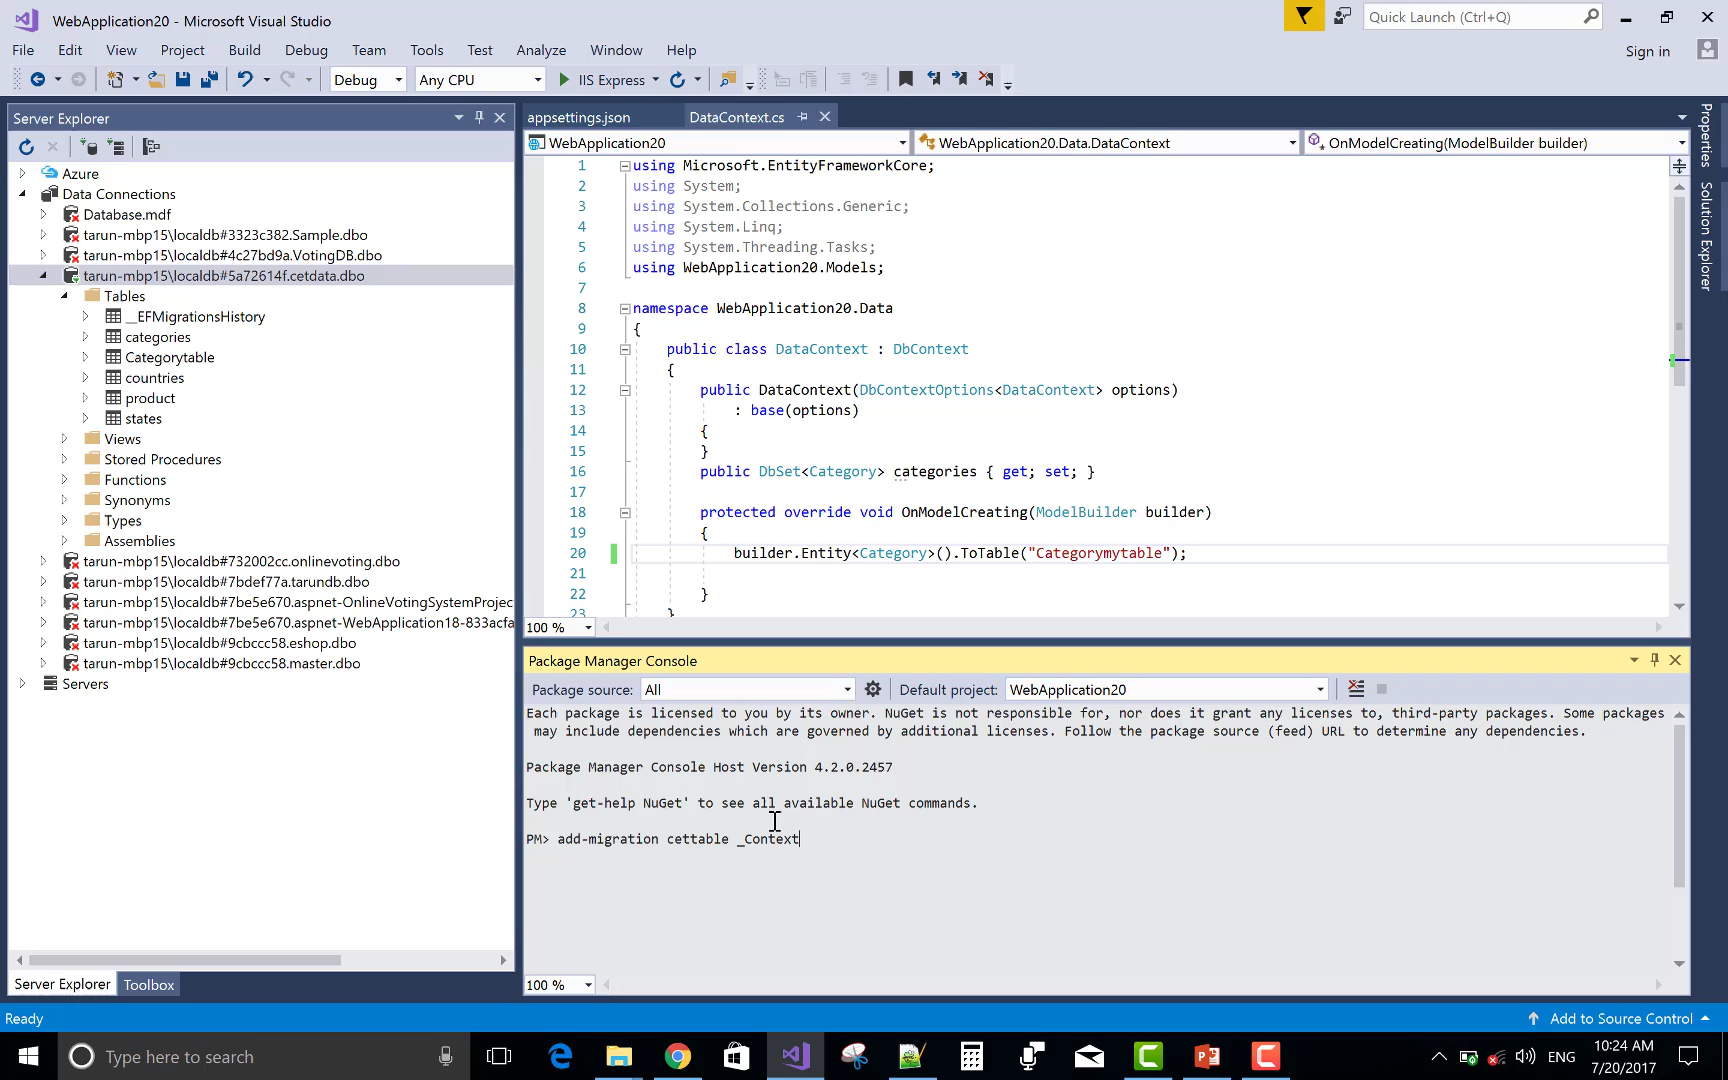 WebApplication20 - Microsoft Visual Studio
Quick Launch (Ctrl+Q)
File Edit View Project Build Debug Team Tools Test Analyze Window Help
Sign in
Debug Any CPU IIS Express
Server Explorer
Azure
Data Connections
Database.mdf
tarun-mbp15\localdb#3323c382.Sample.dbo
tarun-mbp15\localdb#4c27bd9a.VotingDB.dbo
tarun-mbp15\localdb#5a72614f.cetdata.dbo
Tables
__EFMigrationsHistory
categories
Categorytable
countries
product
states
Views
Stored Procedures
Functions
Synonyms
Types
Assemblies
tarun-mbp15\localdb#732002cc.onlinevoting.dbo
tarun-mbp15\localdb#7bdef77a.tarundb.dbo
tarun-mbp15\localdb#7be5e670.aspnet-OnlineVotingSystemProjec
tarun-mbp15\localdb#7be5e670.aspnet-WebApplication18-833acfa
tarun-mbp15\localdb#9cbccc58.eshop.dbo
tarun-mbp15\localdb#9cbccc58.master.dbo
Servers
Server Explorer Toolbox
appsettings.json DataContext.cs
WebApplication20 WebApplication20.Data.DataContext OnModelCreating(ModelBuilder builder)
1 using Microsoft.EntityFrameworkCore;
2 using System;
3 using System.Collections.Generic;
4 using System.Linq;
5 using System.Threading.Tasks;
6 using WebApplication20.Models;
7
8 namespace WebApplication20.Data
9 {
10 public class DataContext : DbContext
11 {
12 public DataContext(DbContextOptions<DataContext> options)
13 : base(options)
14 {
15 }
16 public DbSet<Category> categories { get; set; }
17
18 protected override void OnModelCreating(ModelBuilder builder)
19 {
20 builder.Entity<Category>().ToTable("Categorymytable");
21
22 }
23 }
100 %
Properties
Solution Explorer
Package Manager Console
Package source: All Default project: WebApplication20
Each package is licensed to you by its owner. NuGet is not responsible for, nor does it grant any licenses to, third-party packages. Some packages
may include dependencies which are governed by additional licenses. Follow the package source (feed) URL to determine any dependencies.
Package Manager Console Host Version 4.2.0.2457
Type 'get-help NuGet' to see all available NuGet commands.
PM> add-migration cettable _Context
100 %
Ready
Add to Source Control
Type here to search
ENG
10:24 AM
7/20/2017